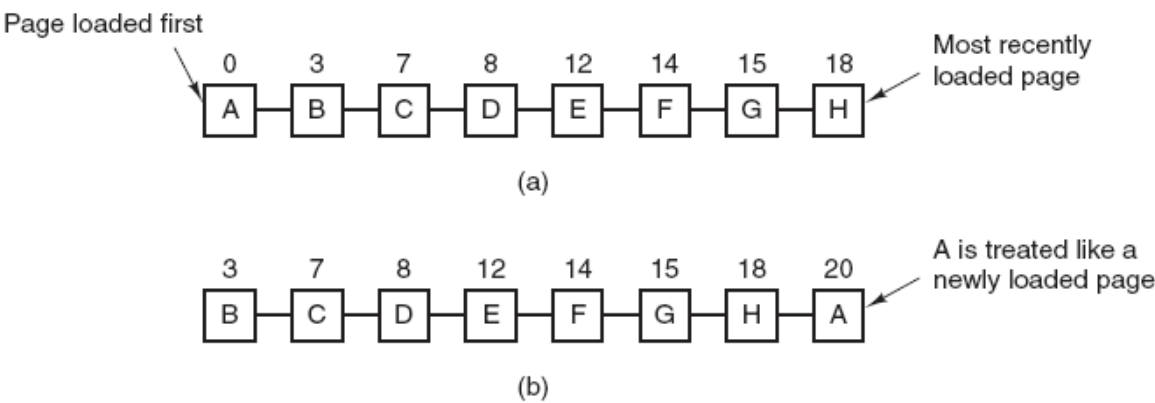 Page loaded first
Most recently
loaded page
0 3 7 8 12 14 15 18
A B C D E F G H
(a)
A is treated like a
newly loaded page
3 7 8 12 14 15 18 20
B C D E F G H A
(b)